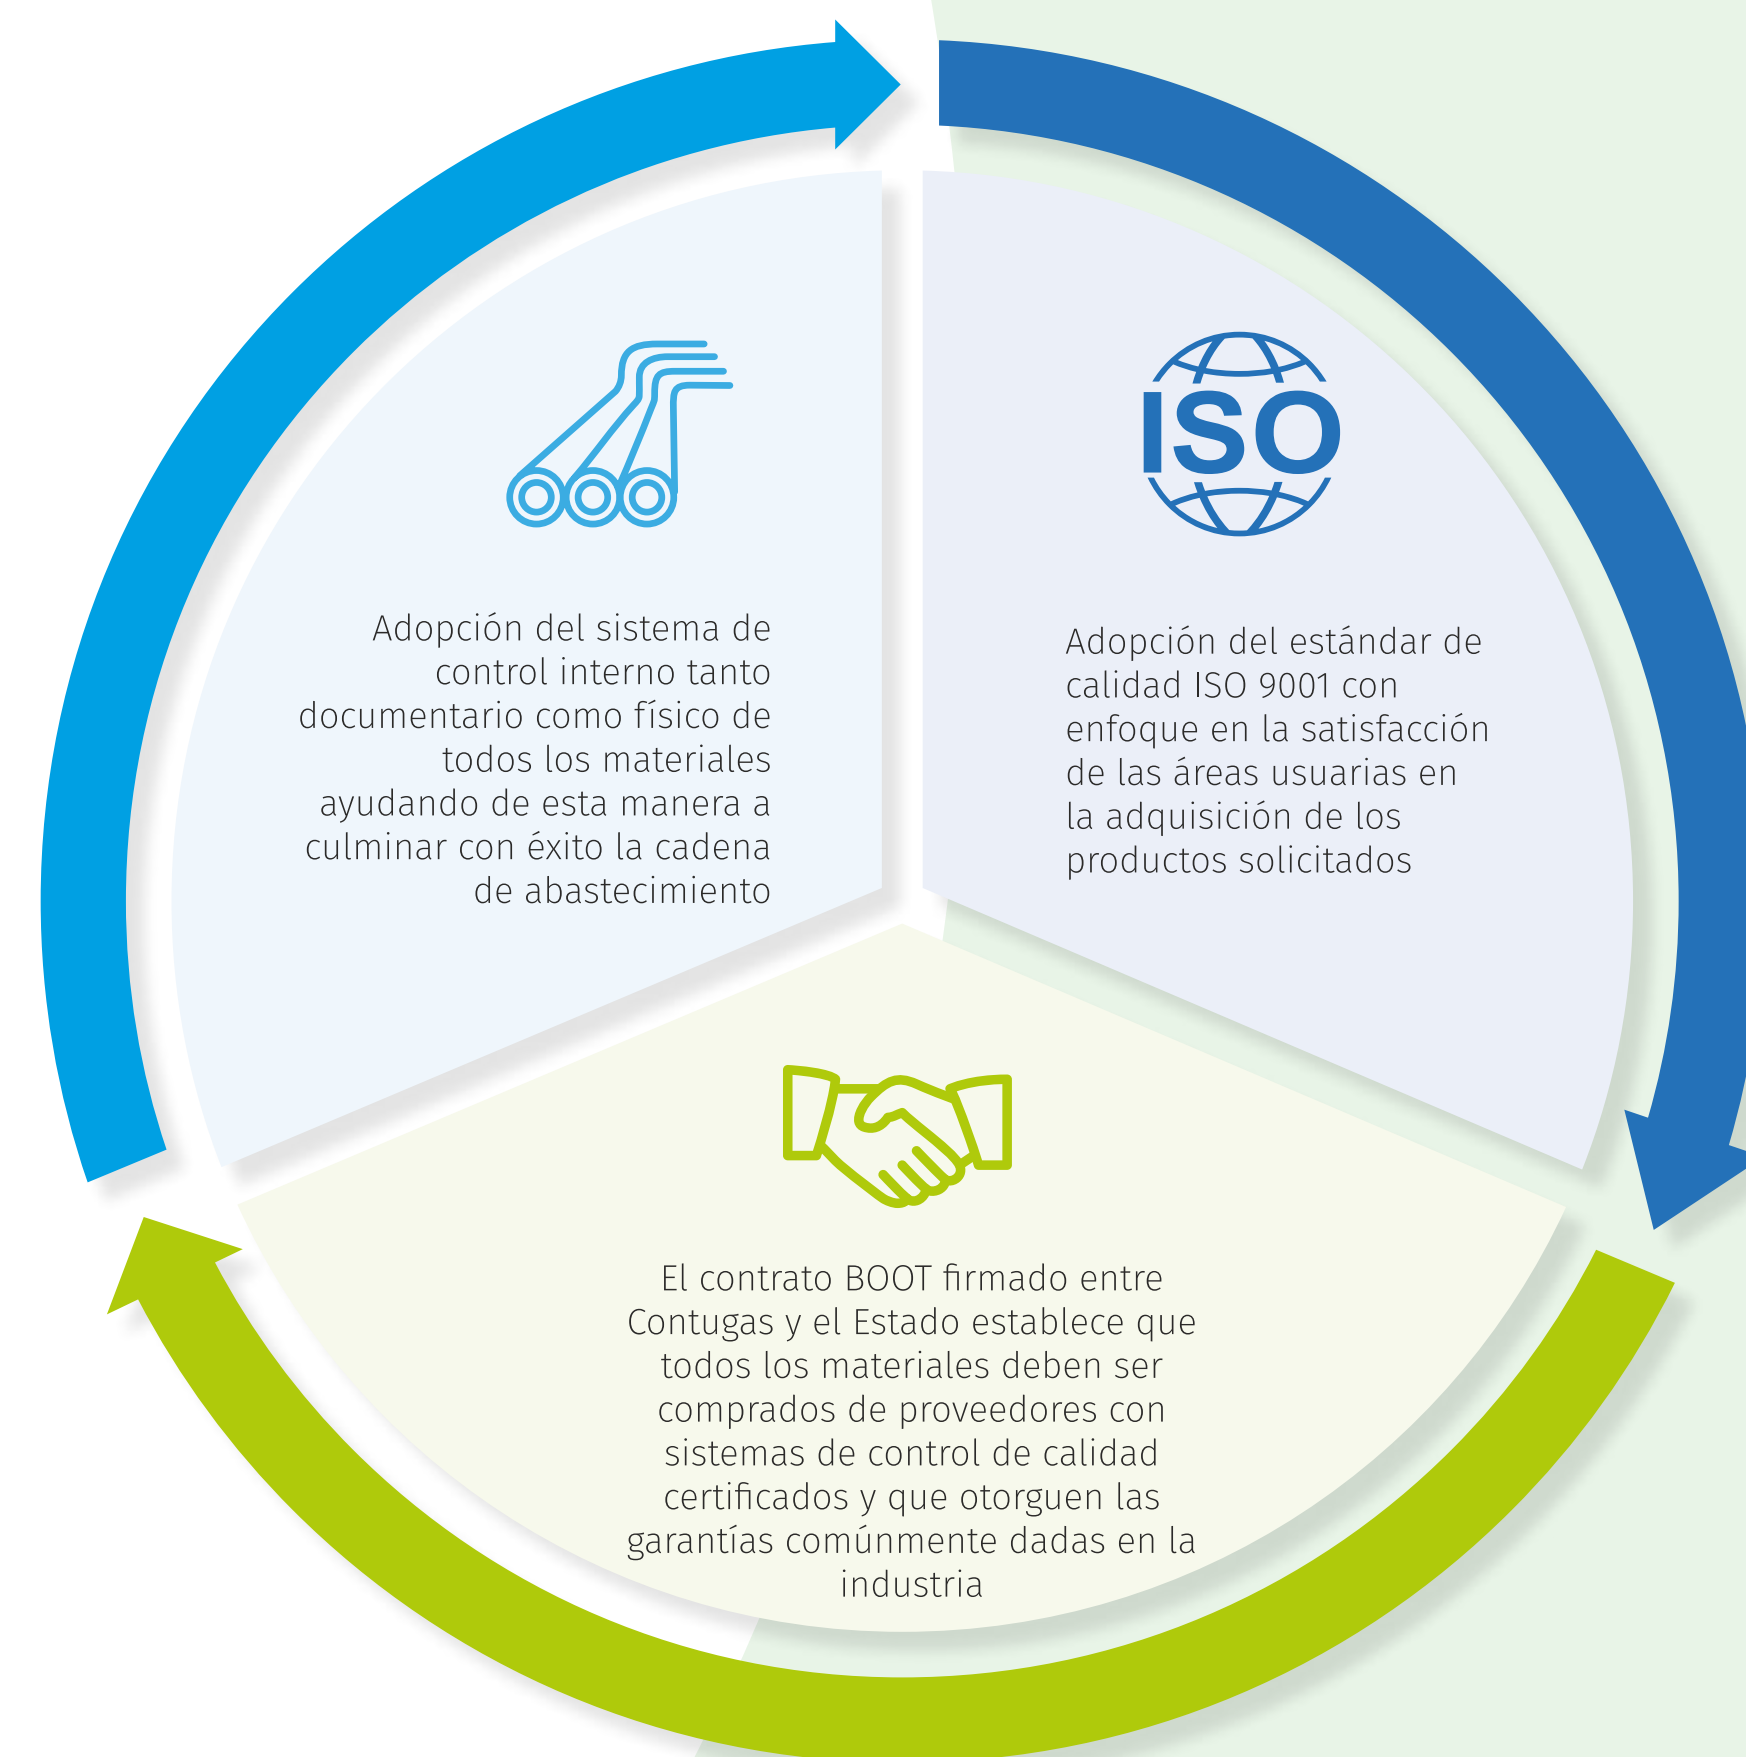 Adopción del sistema de
control interno tanto
documentario como físico de
todos los materiales
ayudando de esta manera a
culminar con éxito la cadena
de abastecimiento
ISO
Adopción del estándar de
calidad ISO 9001 con
enfoque en la satisfacción
de las áreas usuarias en
la adquisición de los
productos solicitados
El contrato BOOT firmado entre
Contugas y el Estado establece que
todos los materiales deben ser
comprados de proveedores con
sistemas de control de calidad
certificados y que otorguen las
garantías comúnmente dadas en la
industria